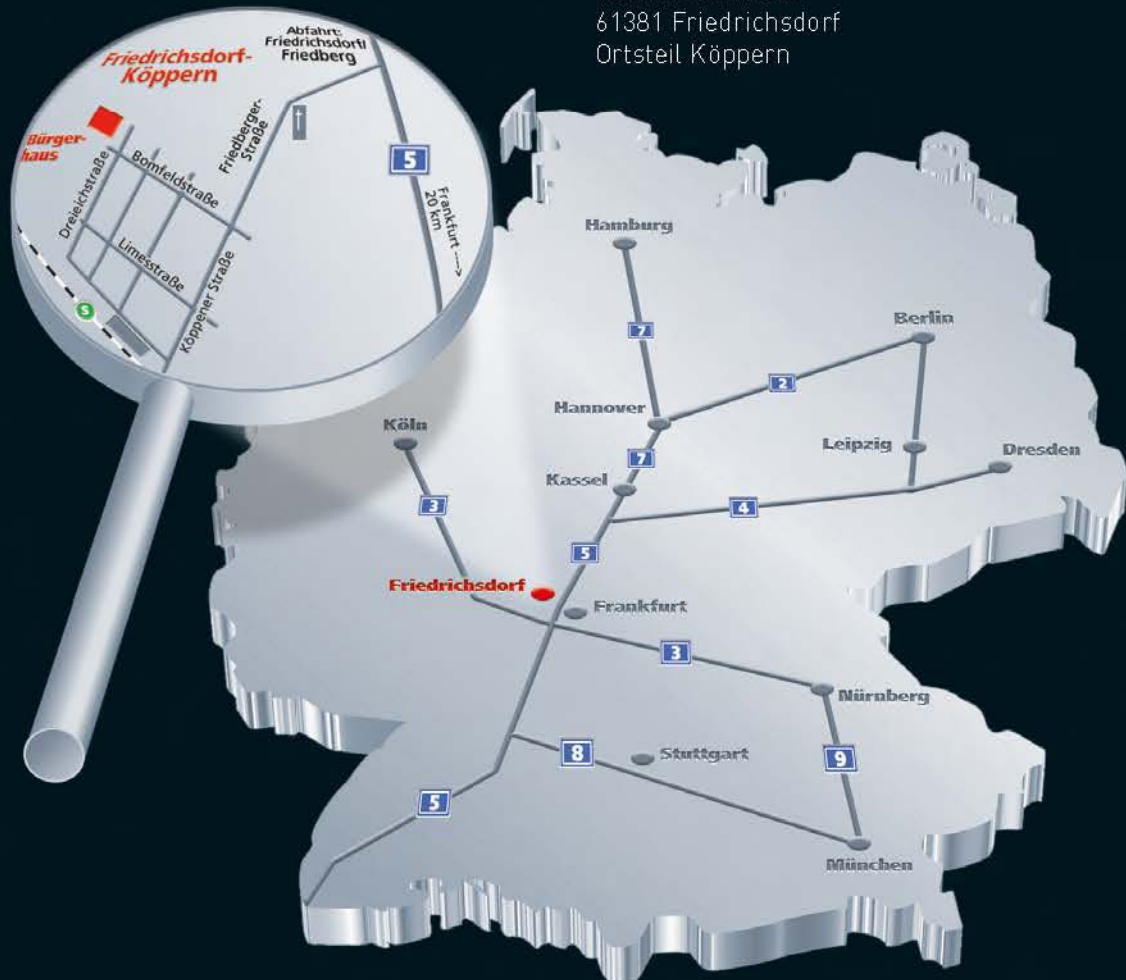 61381 Friedrichsdorf
Ortsteil Köppern
Abfahrt:
Friedrichsdorf/
Friedberg
Friedrichsdorf-
Köppern
Bürger-
haus
Friedberger-
Straße
5
Bornfeldstraße
Dreieichstraße
Frankfurt --->
20 km
Limesstraße
Köppener Straße
S
Hamburg
7
Berlin
2
Hannover
Köln
7
Leipzig
Dresden
Kassel
3
4
5
Friedrichsdorf
Frankfurt
3
Nürnberg
8
Stuttgart
9
5
München